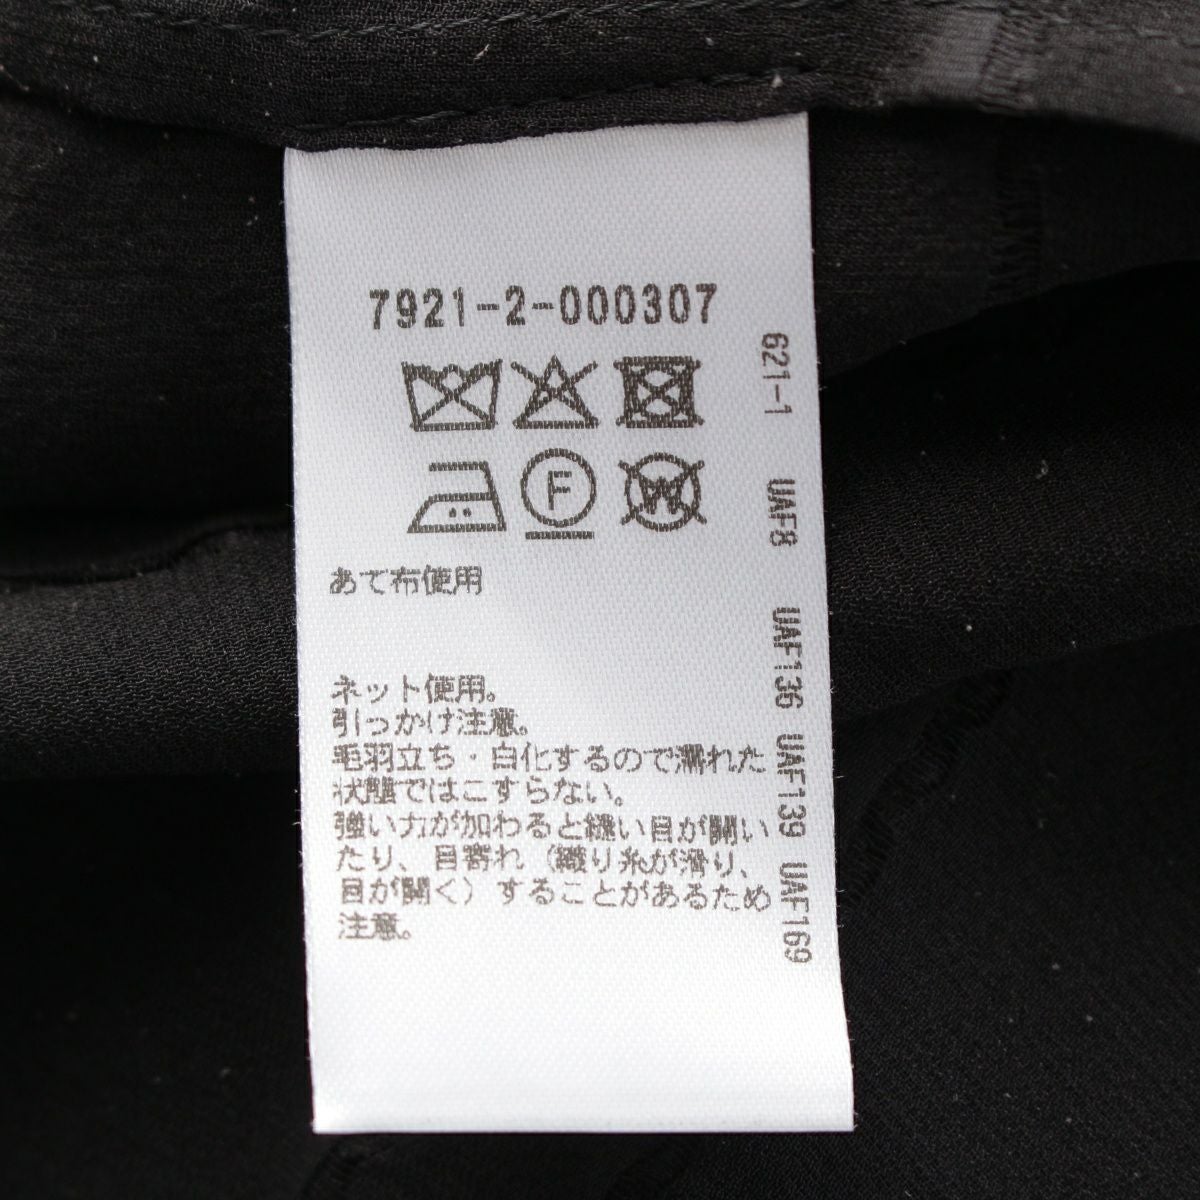 7921-2-000307
F
W
あて布使用
ネット使用。
引っかけ注意。
毛羽立ち・白化するので濡れた
状態ではこすらない。
強い力が加わると縫い目が開い
たり、目寄れ（織り糸が滑り、
目が開く）することがあるため
注意。
621-1 UAF8 UAF136 UAF139 UAF169